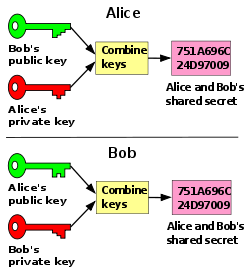 Alice
Bob's
public key
Combine
keys
751A696C
24D97009
Alice's
private key
Alice and Bob's
shared secret
Bob
Alice's
public key
Combine
keys
751A696C
24D97009
Bob's
private key
Alice and Bob's
shared secret